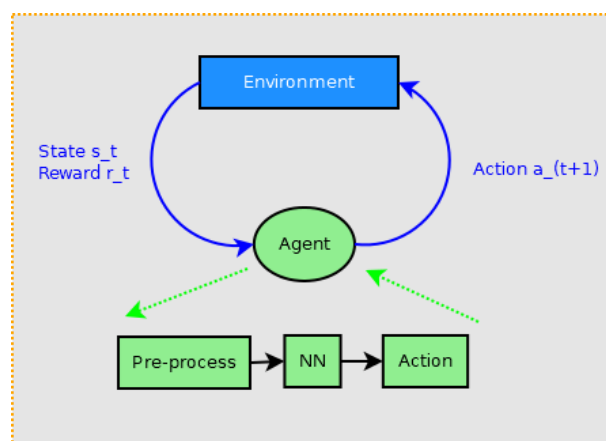 Environment
State s_t
Reward r_t
Action a_(t+1)
Agent
Pre-process
NN
Action